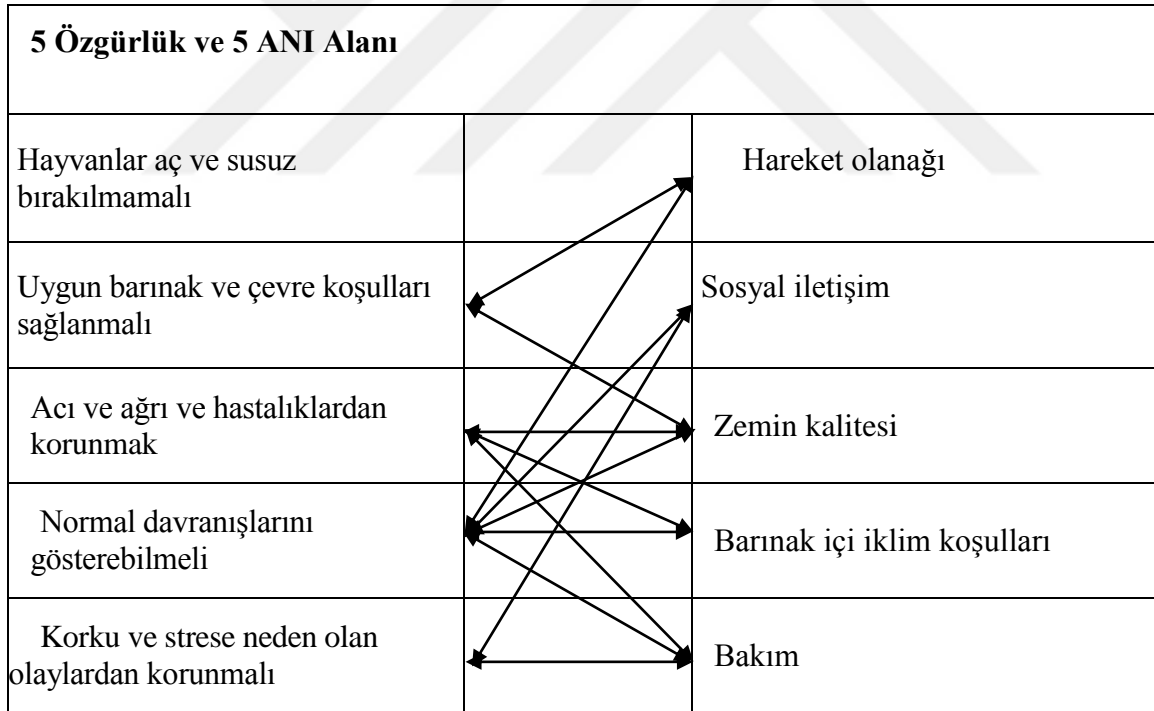 5 Özgürlük ve 5 ANI Alanı
Hayvanlar aç ve susuz
bırakılmamalı
Hareket olanağı
Uygun barınak ve çevre koşulları
sağlanmalı
Sosyal iletişim
Acı ve ağrı ve hastalıklardan
korunmak
Zemin kalitesi
Normal davranışlarını
gösterebilmeli
Barınak içi iklim koşulları
Korku ve strese neden olan
olaylardan korunmalı
Bakım